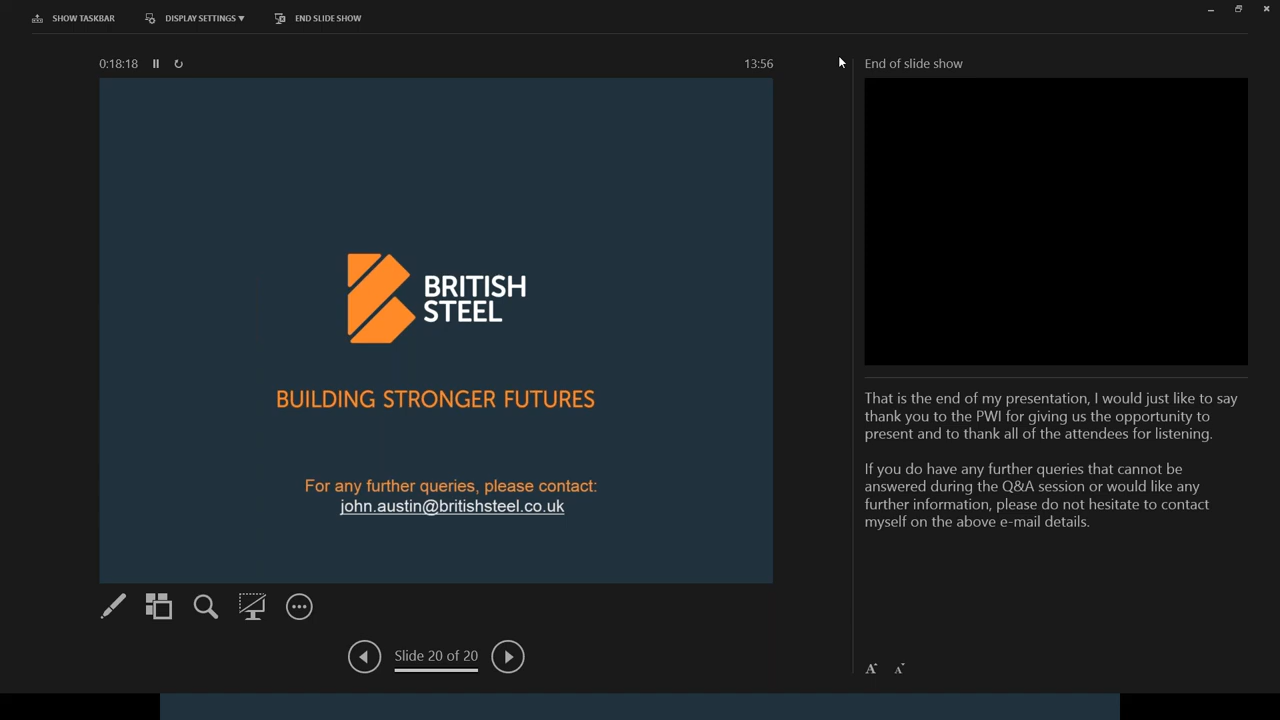 SHOW TASKBAR
DISPLAY SETTINGS ▼
END SLIDE SHOW
0:18:18
13:56
End of slide show
BRITISH
STEEL
BUILDING STRONGER FUTURES
For any further queries, please contact:
john.austin@britishsteel.co.uk
Slide 20 of 20
That is the end of my presentation, I would just like to say
thank you to the PWI for giving us the opportunity to
present and to thank all of the attendees for listening.
If you do have any further queries that cannot be
answered during the Q&A session or would like any
further information, please do not hesitate to contact
myself on the above e-mail details.
A
A